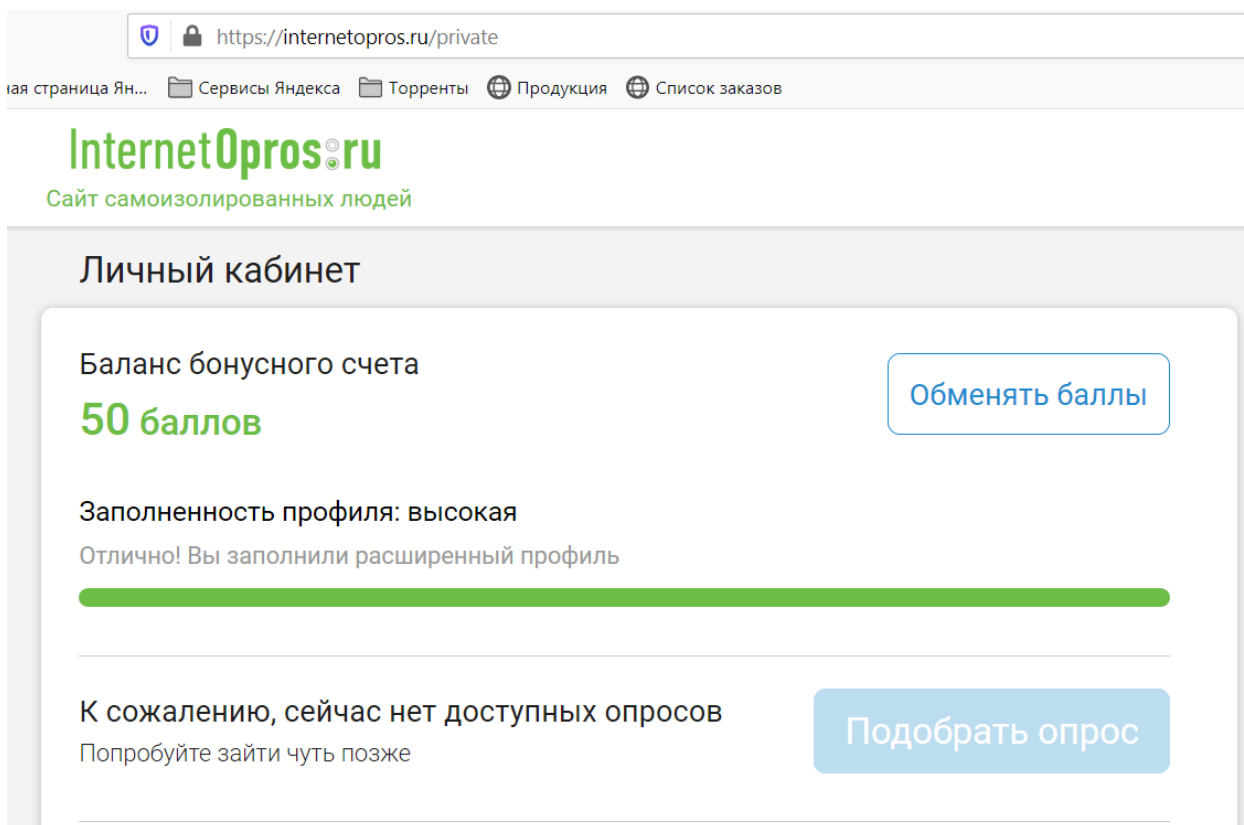 https://internetopros.ru/private
ная страница Ян... Сервисы Яндекса Торренты Продукция Список заказов
InternetOpros:ru
Сайт самоизолированных людей
Личный кабинет
Баланс бонусного счета
50 баллов
Обменять баллы
Заполненность профиля: высокая
Отлично! Вы заполнили расширенный профиль
К сожалению, сейчас нет доступных опросов
Попробуйте зайти чуть позже
Подобрать опрос